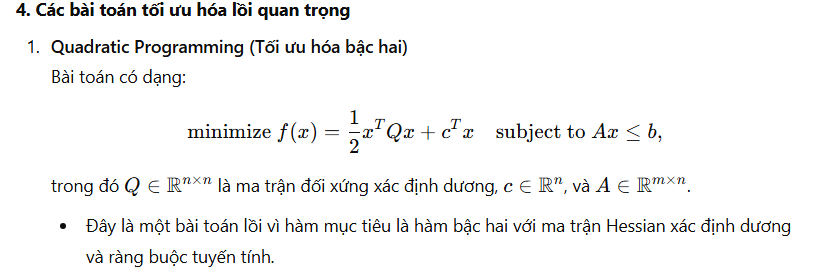 4. Các bài toán tối ưu hóa lồi quan trọng
1. Quadratic Programming (Tối ưu hóa bậc hai)
Bài toán có dạng:
minimize f(x) = \frac{1}{2}x^T Qx + c^T x subject to Ax ≤ b,
trong đó Q ∈ ℝ^{n×n} là ma trận đối xứng xác định dương, c ∈ ℝ^n, và A ∈ ℝ^{m×n}.
• Đây là một bài toán lồi vì hàm mục tiêu là hàm bậc hai với ma trận Hessian xác định dương
và ràng buộc tuyến tính.